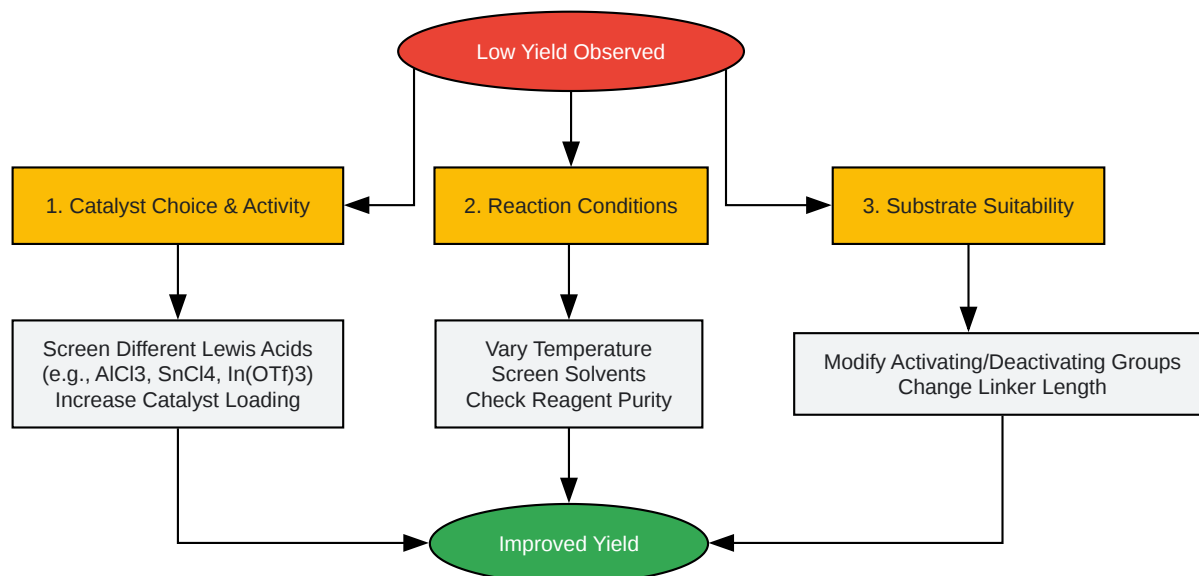 Low Yield Observed
1. Catalyst Choice & Activity
2. Reaction Conditions
3. Substrate Suitability
Screen Different Lewis Acids
(e.g., AlCl3, SnCl4, In(OTf)3)
Increase Catalyst Loading
Vary Temperature
Screen Solvents
Check Reagent Purity
Modify Activating/Deactivating Groups
Change Linker Length
Improved Yield